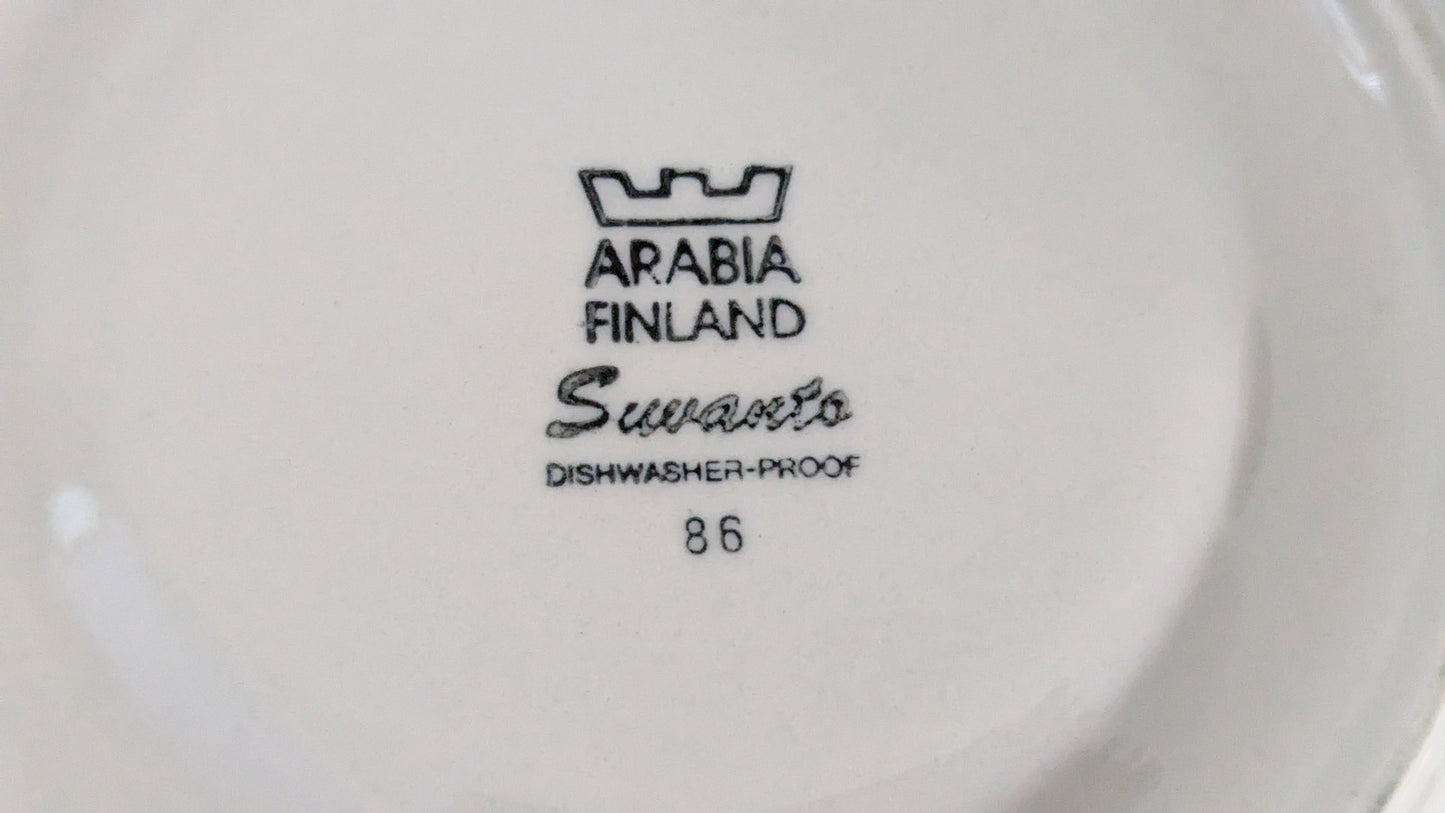 ARABIA
FINLAND
Suvanto
DISHWASHER-PROOF
86